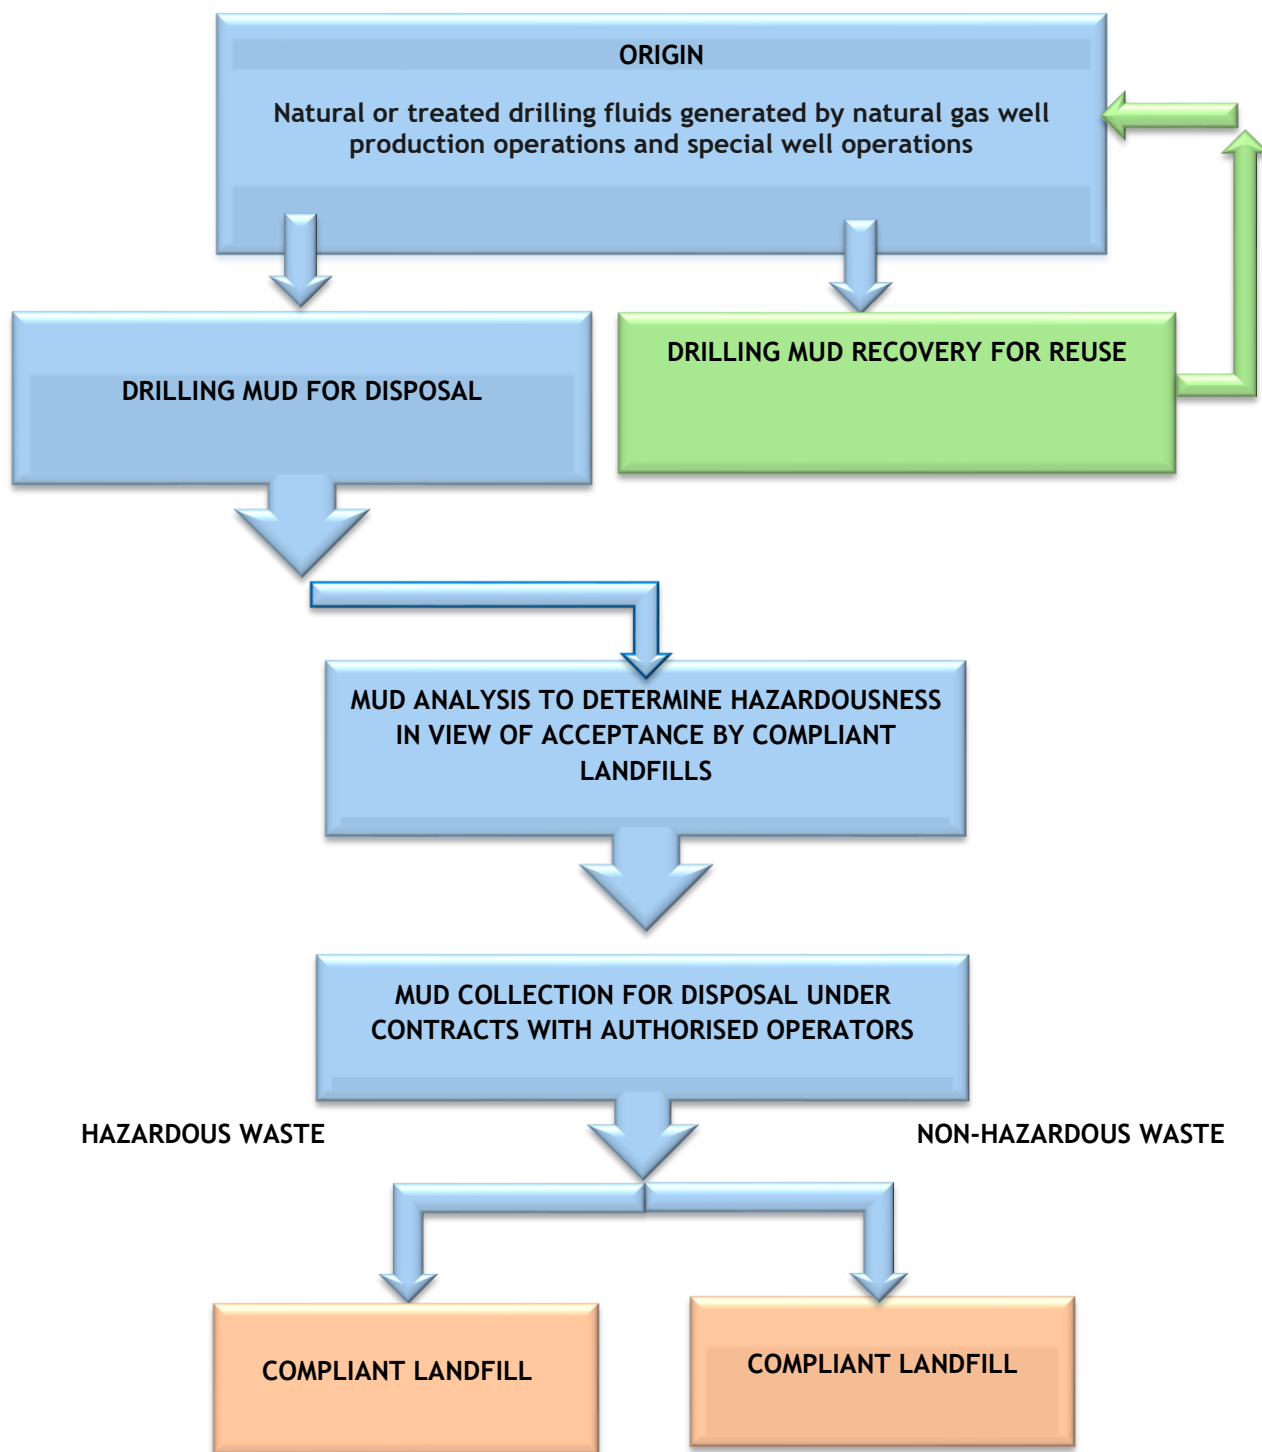 ORIGIN
Natural or treated drilling fluids generated by natural gas well
production operations and special well operations
DRILLING MUD FOR DISPOSAL
DRILLING MUD RECOVERY FOR REUSE
MUD ANALYSIS TO DETERMINE HAZARDOUSNESS
IN VIEW OF ACCEPTANCE BY COMPLIANT
LANDFILLS
MUD COLLECTION FOR DISPOSAL UNDER
CONTRACTS WITH AUTHORISED OPERATORS
HAZARDOUS WASTE
NON-HAZARDOUS WASTE
COMPLIANT LANDFILL
COMPLIANT LANDFILL